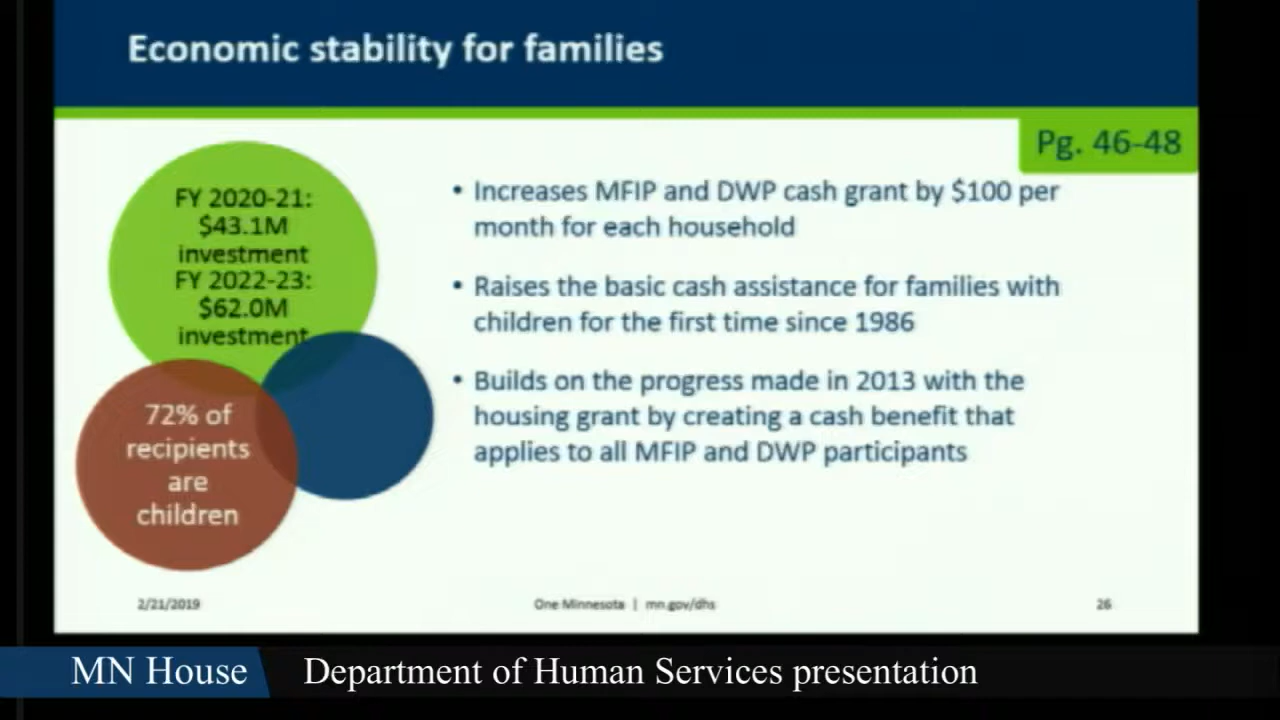 Economic stability for families
Pg. 46-48
FY 2020-21:
$43.1M
investment
FY 2022-23:
$62.0M
investment
72% of
recipients
are
children
• Increases MFIP and DWP cash grant by $100 per
month for each household
• Raises the basic cash assistance for families with
children for the first time since 1986
• Builds on the progress made in 2013 with the
housing grant by creating a cash benefit that
applies to all MFIP and DWP participants
2/21/2019
One Minnesota | mn.gov/dhs
26
MN House
Department of Human Services presentation